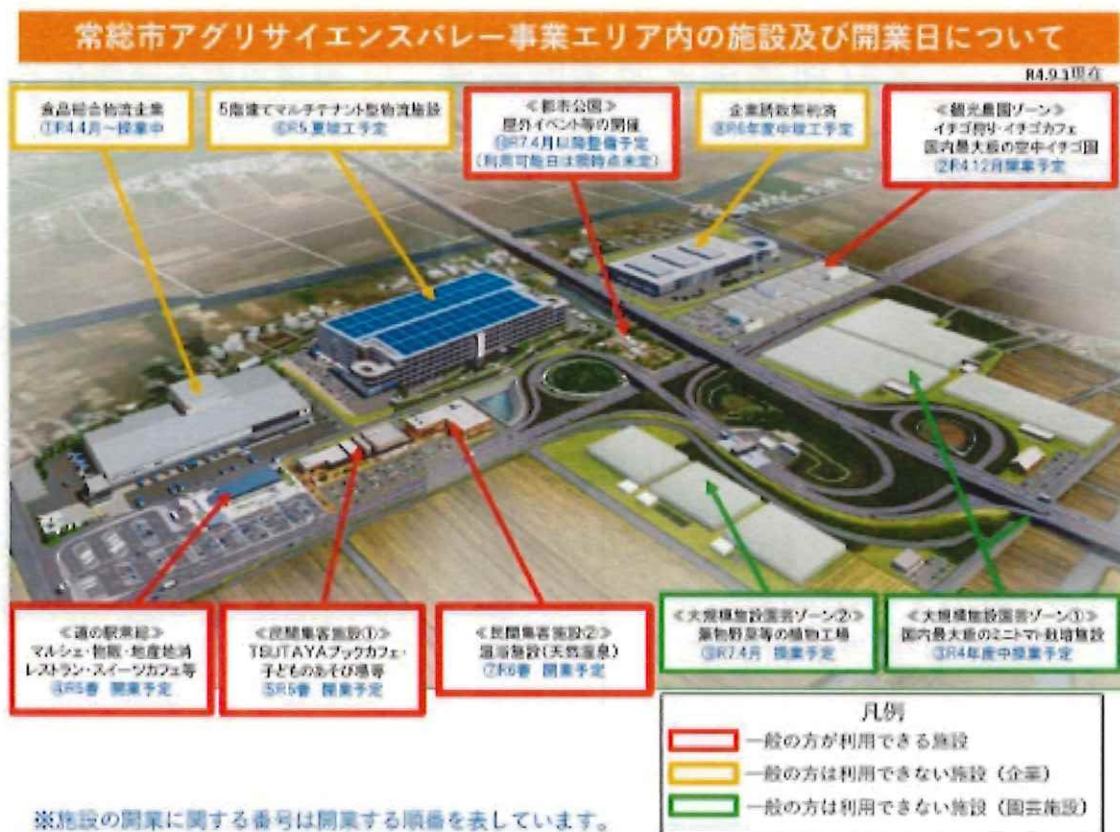 常総市アグリサイエンスバレー事業エリア内の施設及び開業日について
R4.9.1現在
食品総合物流企業
①R4.4月～操業中
5階建てマルチテナント型物流施設
⑥R5.夏竣工予定
≪都市公園≫
屋外イベント等の開催
R7.4月以降整備予定
（利用可能日は現時点未定）
企業誘致契約済
⑧R6年度中竣工予定
≪観光農園ゾーン≫
イチゴ狩り・イチゴカフェ
国内最大級の空中イチゴ園
②R4.12月開業予定
≪道の駅常総≫
マルシェ・物販・地産地消
レストラン・スイーツカフェ等
④R5春 開業予定
≪民間集客施設①≫
TSUTAYAブックカフェ・
子どものあそび場等
⑤R5春 開業予定
≪民間集客施設②≫
温浴施設(天然温泉)
⑦R6春 開業予定
≪大規模施設園芸ゾーン②≫
葉物野菜等の植物工場
R7.4月 操業予定
≪大規模施設園芸ゾーン①≫
国内最大級のミニトマト栽培施設
③R4年度中操業予定
凡例
一般の方が利用できる施設
一般の方は利用できない施設（企業）
一般の方は利用できない施設（園芸施設）
※施設の開業に関する番号は開業する順番を表しています。